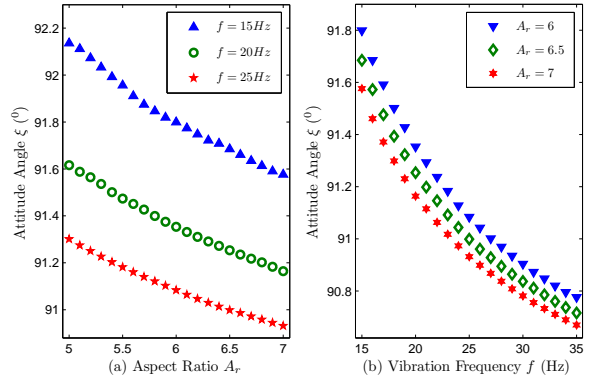 f = 15Hz
f = 20Hz
f = 25Hz
92.2
92
91.8
91.6
91.4
91.2
91
Attitude Angle ξ (⁰)
5
5.5
6
6.5
7
(a) Aspect Ratio Aᵣ
Aᵣ = 6
Aᵣ = 6.5
Aᵣ = 7
91.8
91.6
91.4
91.2
91
90.8
Attitude Angle ξ (⁰)
15
20
25
30
35
(b) Vibration Frequency f (Hz)